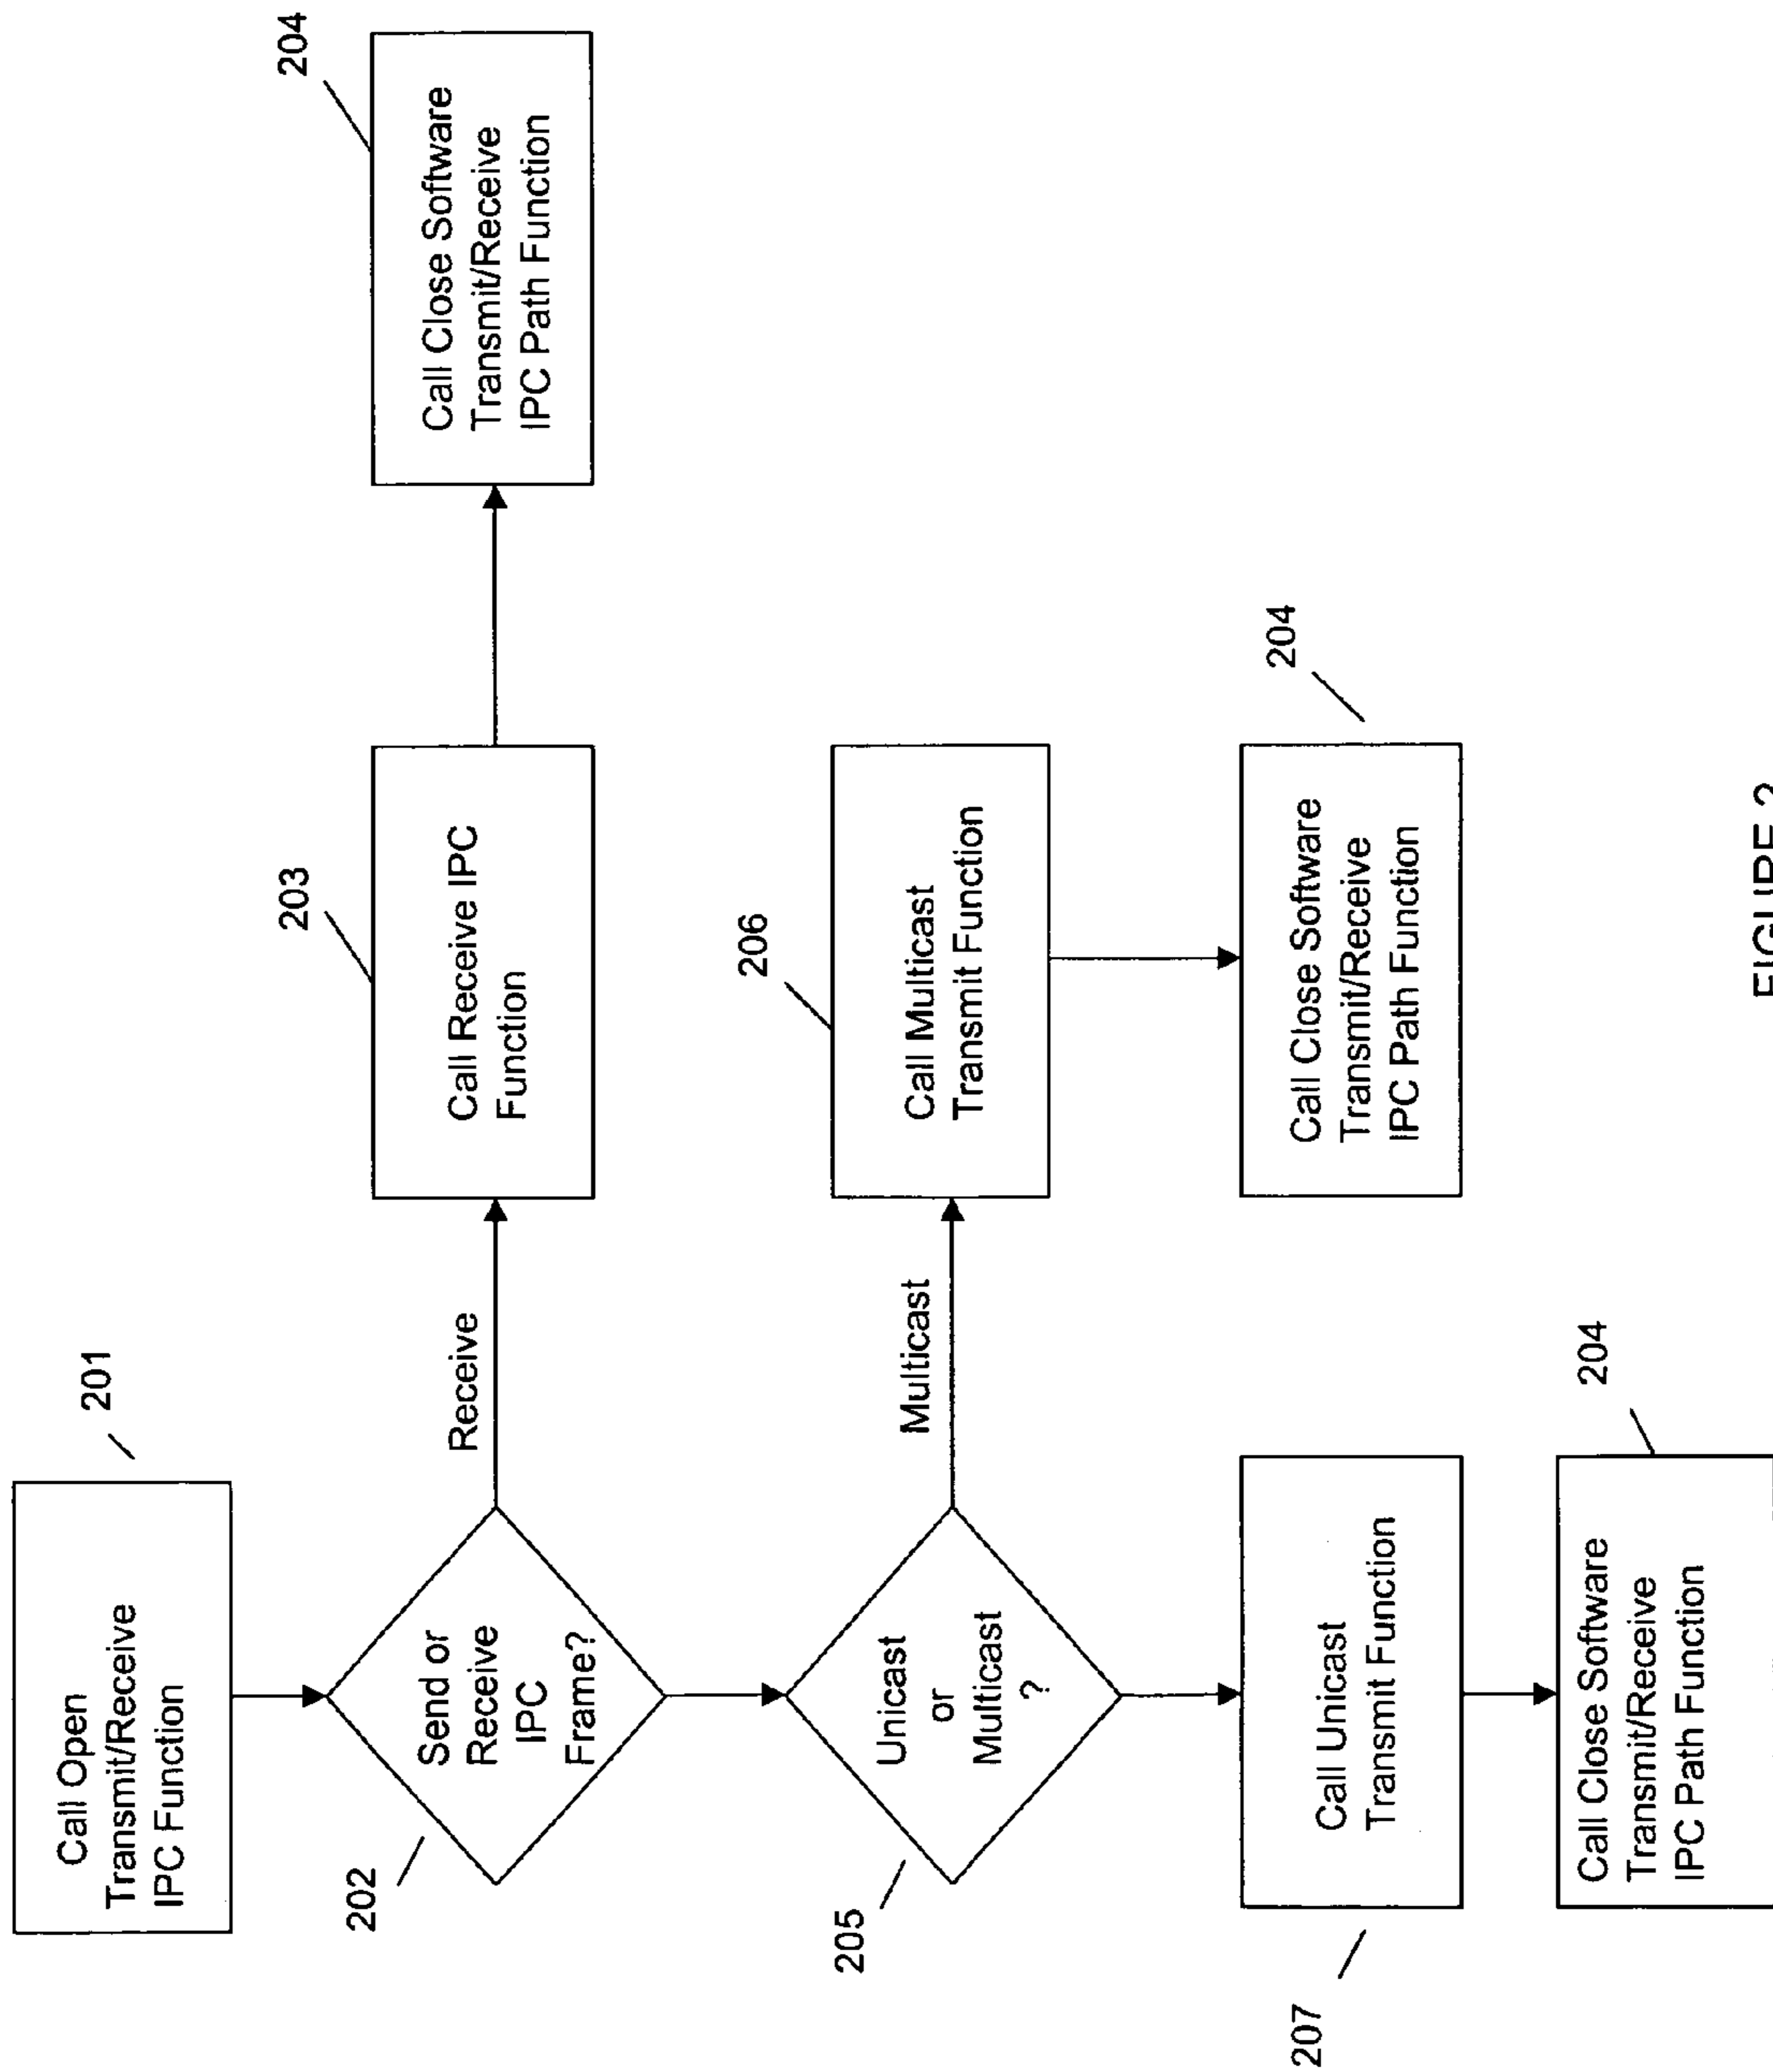 201
Call Open
Transmit/Receive
IPC Function
202
Send or
Receive
IPC
Frame?
Receive
203
Call Receive IPC
Function
204
Call Close Software
Transmit/Receive
IPC Path Function
205
Unicast
or
Multicast
?
Multicast
206
Call Multicast
Transmit Function
204
Call Close Software
Transmit/Receive
IPC Path Function
207
Call Unicast
Transmit Function
204
Call Close Software
Transmit/Receive
IPC Path Function
FIGURE 2